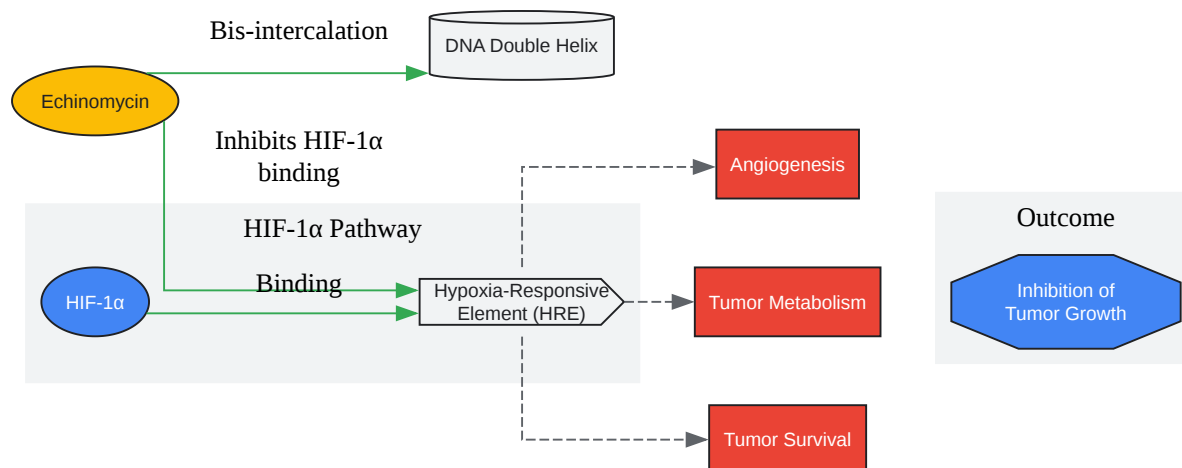 Bis-intercalation
DNA Double Helix
Echinomycin
Inhibits HIF-1α
binding
Angiogenesis
HIF-1α Pathway
Outcome
Binding
HIF-1α
Hypoxia-Responsive
Element (HRE)
Tumor Metabolism
Inhibition of
Tumor Growth
Tumor Survival